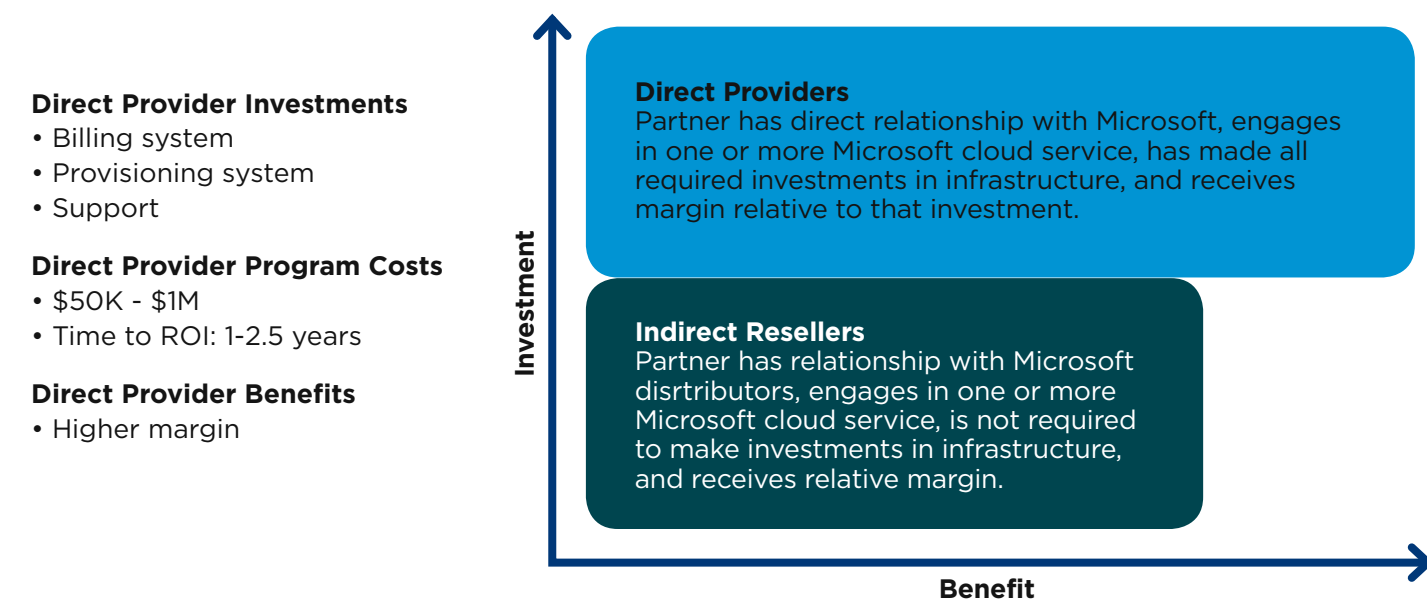 Direct Provider Investments
• Billing system
• Provisioning system
• Support
Direct Provider Program Costs
• $50K - $1M
• Time to ROI: 1-2.5 years
Direct Provider Benefits
• Higher margin
Investment
Direct Providers
Partner has direct relationship with Microsoft, engages
in one or more Microsoft cloud service, has made all
required investments in infrastructure, and receives
margin relative to that investment.
Indirect Resellers
Partner has relationship with Microsoft
disrtributors, engages in one or more
Microsoft cloud service, is not required
to make investments in infrastructure,
and receives relative margin.
Benefit